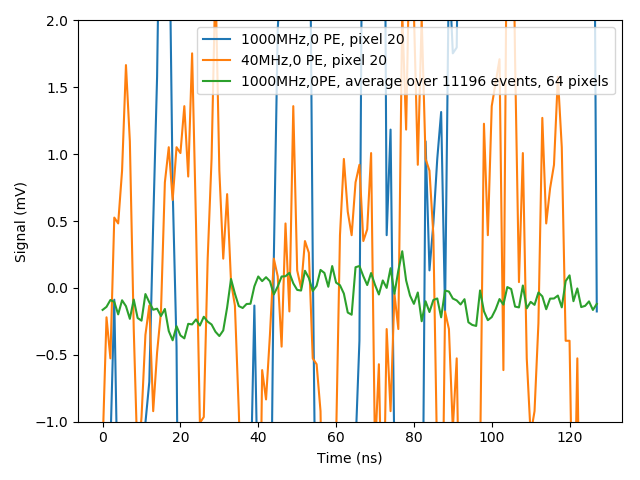 2.0
1.5
1.0
0.5
0.0
−0.5
−1.0
Signal (mV)
1000MHz,0 PE, pixel 20
40MHz,0 PE, pixel 20
1000MHz,0PE, average over 11196 events, 64 pixels
0 20 40 60 80 100 120
Time (ns)